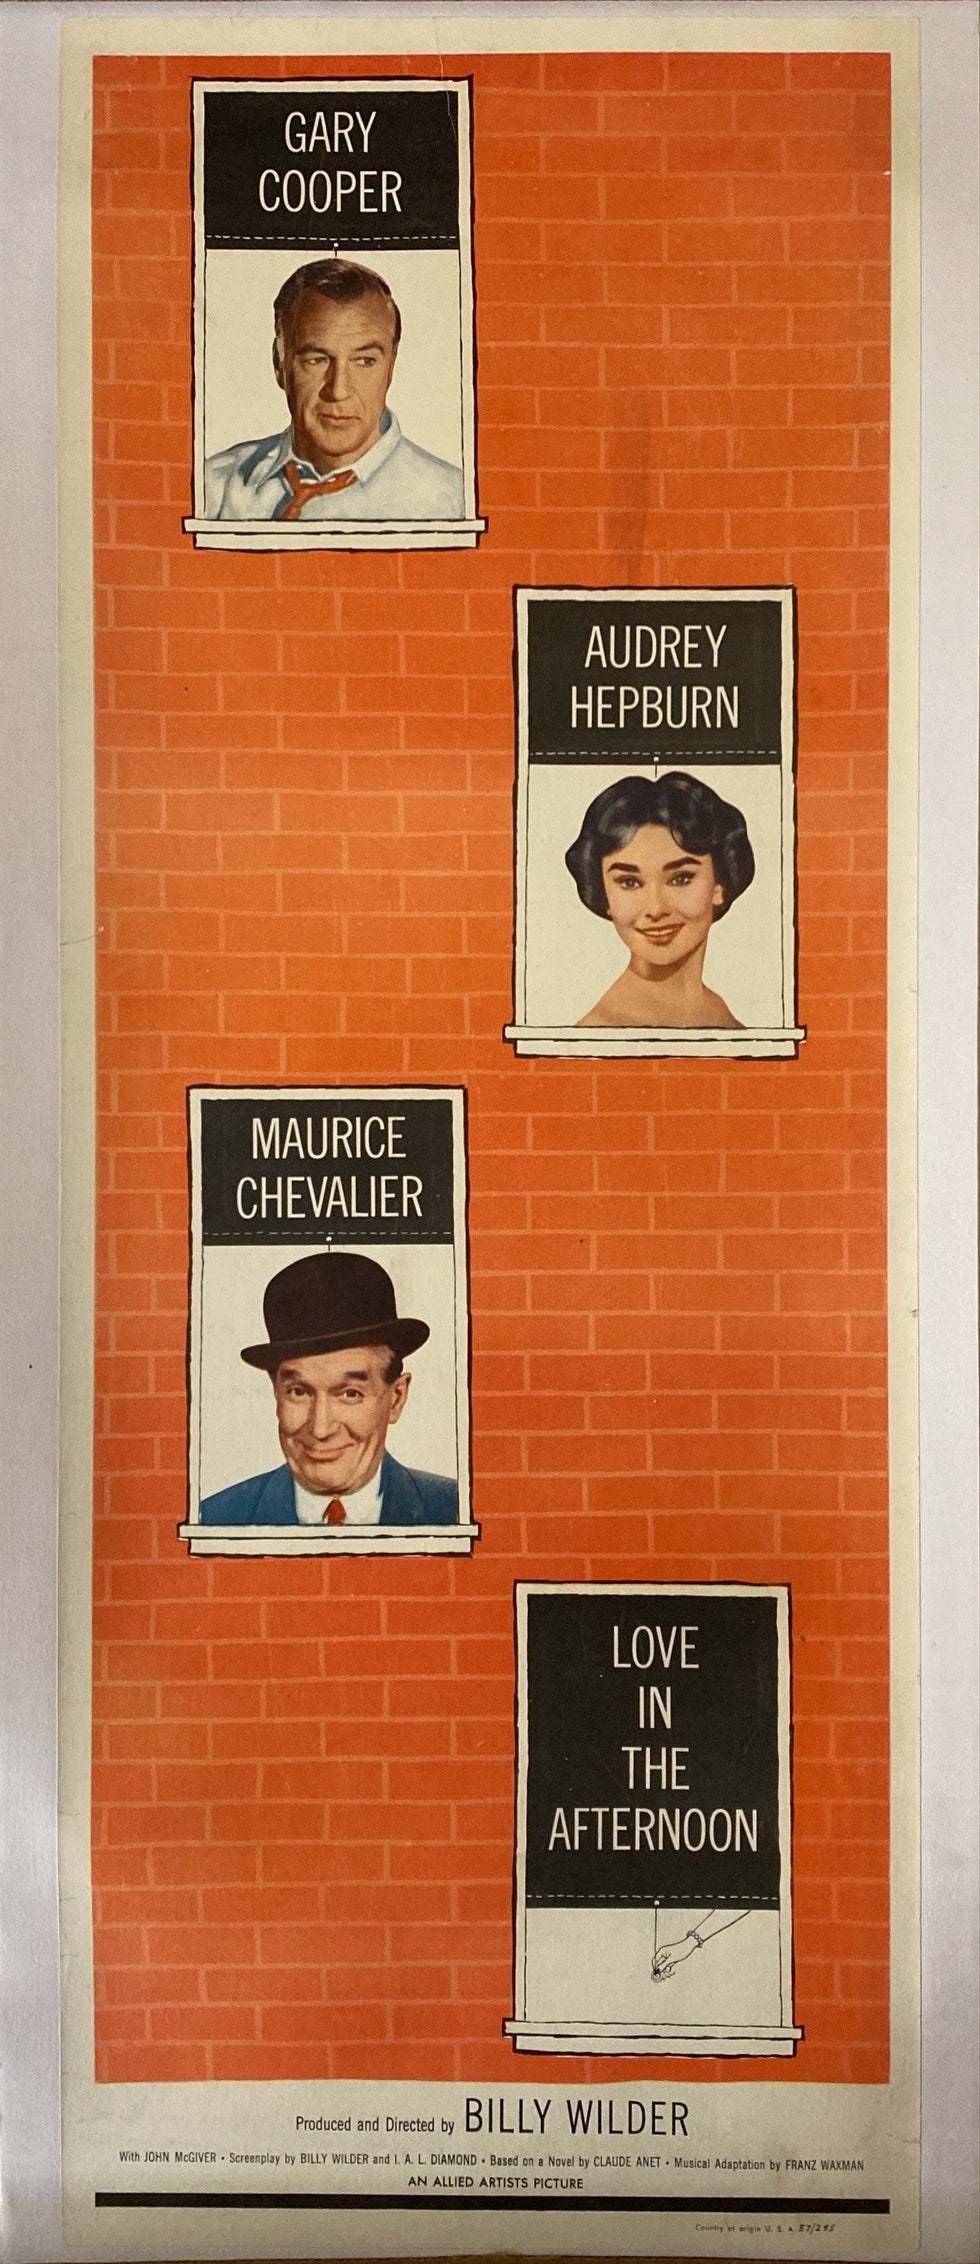 GARY
COOPER
AUDREY
HEPBURN
MAURICE
CHEVALIER
LOVE
IN
THE
AFTERNOON
Produced and Directed by BILLY WILDER
With JOHN McGIVER • Screenplay by BILLY WILDER and I. A. L. DIAMOND • Based on a Novel by CLAUDE ANET • Musical Adaptation by FRANZ WAXMAN
AN ALLIED ARTISTS PICTURE
Country of origin U. S. A. 57/295